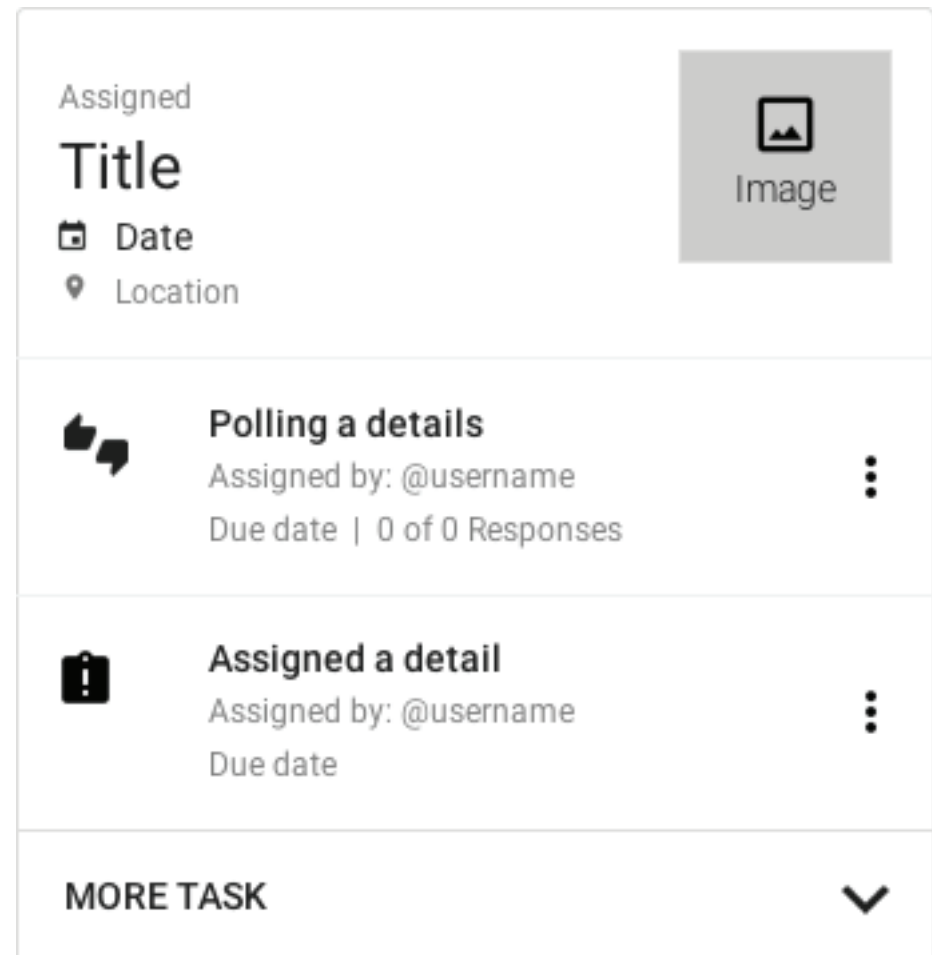 Assigned
Title
Date
Location
Image
Polling a details
Assigned by: @username
Due date | 0 of 0 Responses
Assigned a detail
Assigned by: @username
Due date
MORE TASK